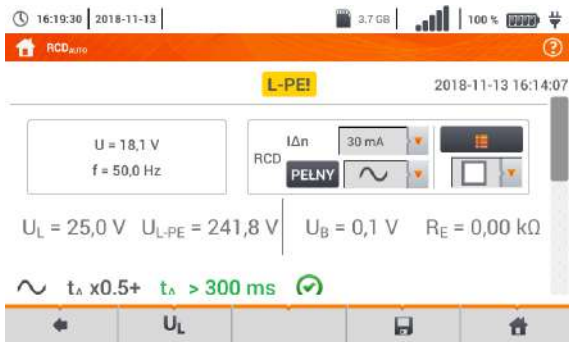 16:19:30 2018-11-13 3.7 GB 100 %
RCDAUTO
L-PE! 2018-11-13 16:14:07
U = 18,1 V
f = 50,0 Hz
RCD
IΔn 30 mA
PEŁNY
UL = 25,0 V UL-PE = 241,8 V UB = 0,1 V RE = 0,00 kΩ
tA x0.5+ tA > 300 ms
UL